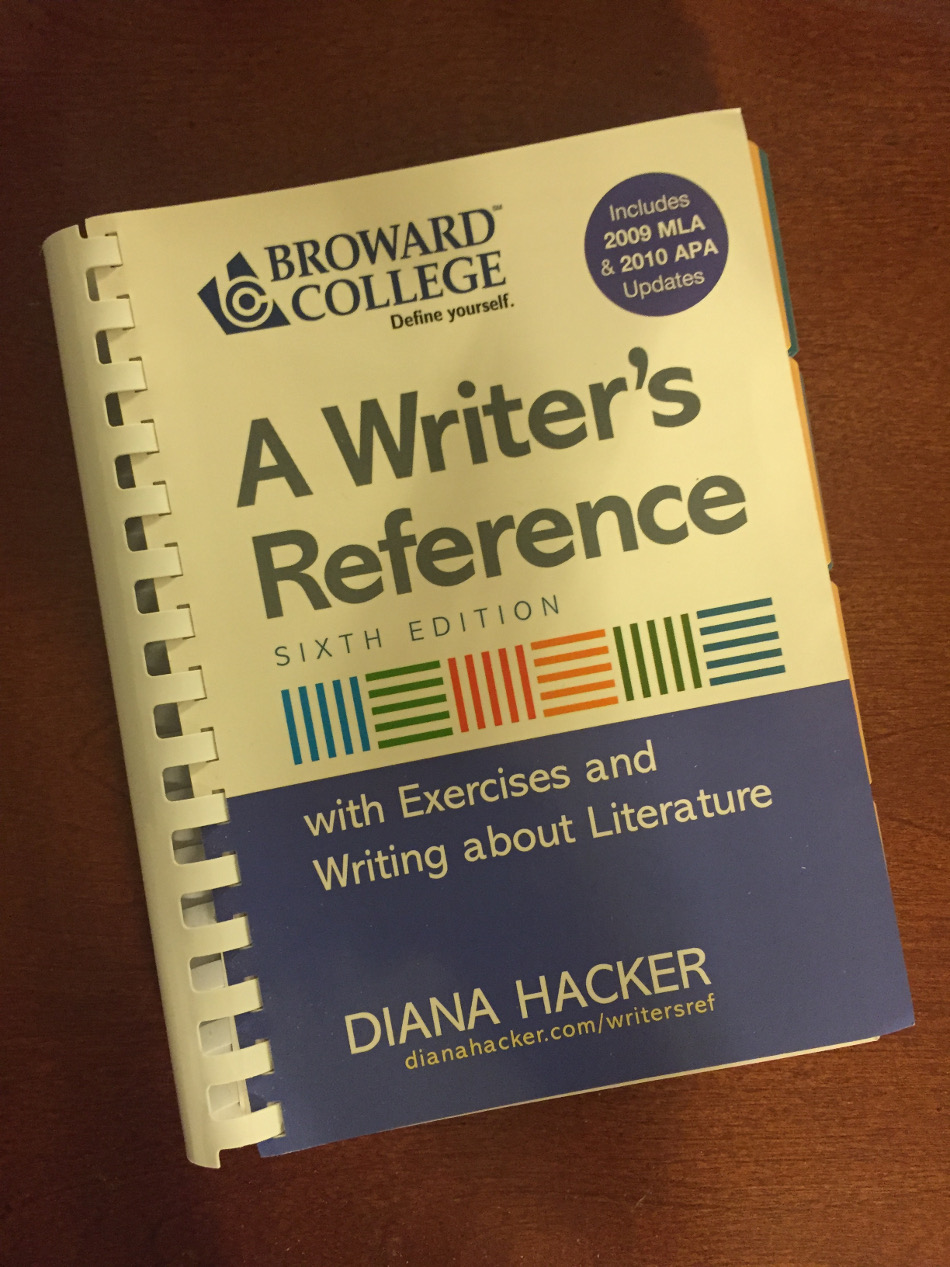 BROWARD™
COLLEGE
Define yourself.
Includes
2009 MLA
& 2010 APA
Updates
A Writer's
Reference
SIXTH EDITION
with Exercises and
Writing about Literature
DIANA HACKER
dianahacker.com/writersref